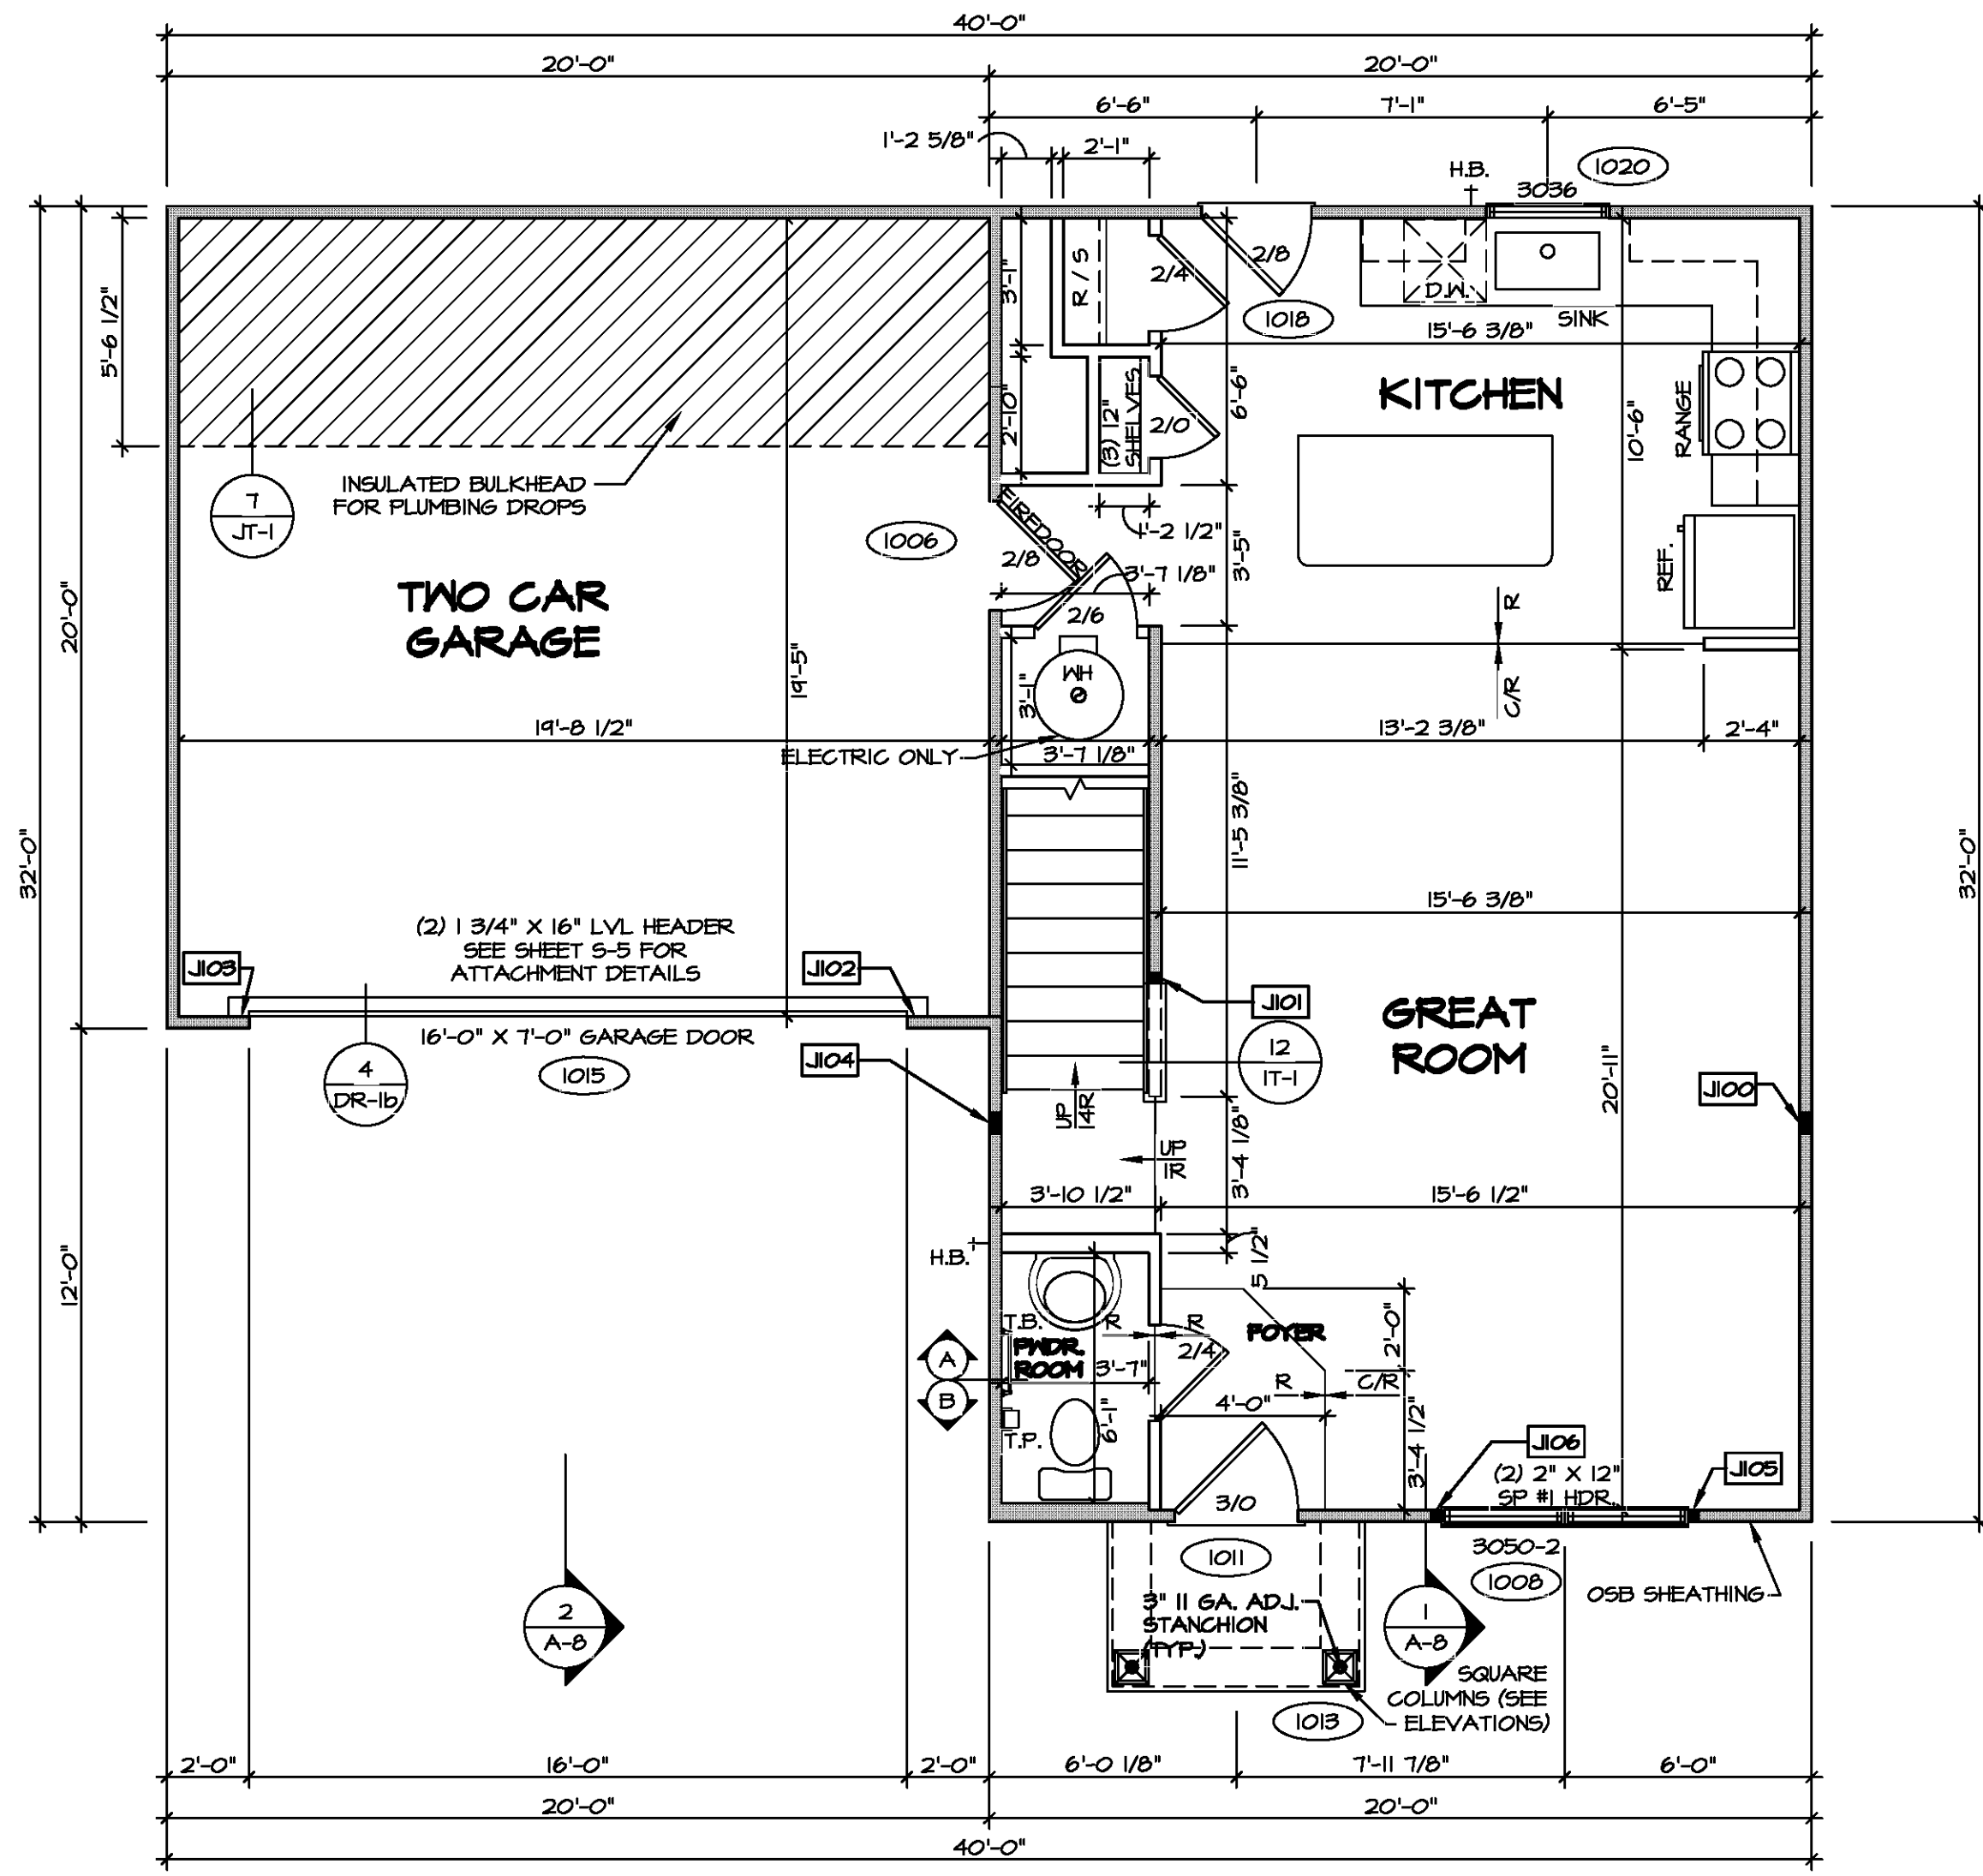 40'-0"
20'-0"
20'-0"
6'-6"
7'-1"
6'-5"
1'-2 5/8"
2'-1"
H.B.
1020
3036
R / S
2/4
2/8
1018
D.W.
SINK
15'-6 3/8"
3'-1"
5'-6 1/2"
2'-10"
(3) 12"
SHELVES
2/0
6'-6"
KITCHEN
10'-6"
RANGE
INSULATED BULKHEAD
FOR PLUMBING DROPS
7
JT-1
1006
FIREDOOR
2/8
1'-2 1/2"
3'-5"
3'-7 1/8"
2/6
REF.
R
C/R
TWO CAR
GARAGE
20'-0"
19'-5"
WH
3'-1"
19'-8 1/2"
ELECTRIC ONLY
3'-7 1/8"
13'-2 3/8"
2'-4"
32'-0"
32'-0"
11'-5 3/8"
15'-6 3/8"
(2) 1 3/4" X 16" LVL HEADER
SEE SHEET S-5 FOR
ATTACHMENT DETAILS
J103
J102
J101
16'-0" X 7'-0" GARAGE DOOR
1015
4
DR-1b
J104
12
IT-1
GREAT
ROOM
20'-11"
J100
UP
14R
UP
1R
3'-4 1/8"
3'-10 1/2"
15'-6 1/2"
12'-0"
H.B.
5 1/2"
T.B.
R
R
PWDR.
ROOM
2/4
FOYER
2'-0"
3'-7"
A
B
R
C/R
4'-0"
6'-1"
T.P.
3'-4 1/2"
J106
J105
(2) 2" X 12"
SP #1 HDR.
3/0
1011
3050-2
1008
OSB SHEATHING
3" 11 GA. ADJ.
STANCHION
(TYP.)
2
A-8
1
A-8
SQUARE
COLUMNS (SEE
ELEVATIONS)
1013
2'-0"
16'-0"
2'-0"
6'-0 1/8"
7'-11 7/8"
6'-0"
20'-0"
20'-0"
40'-0"